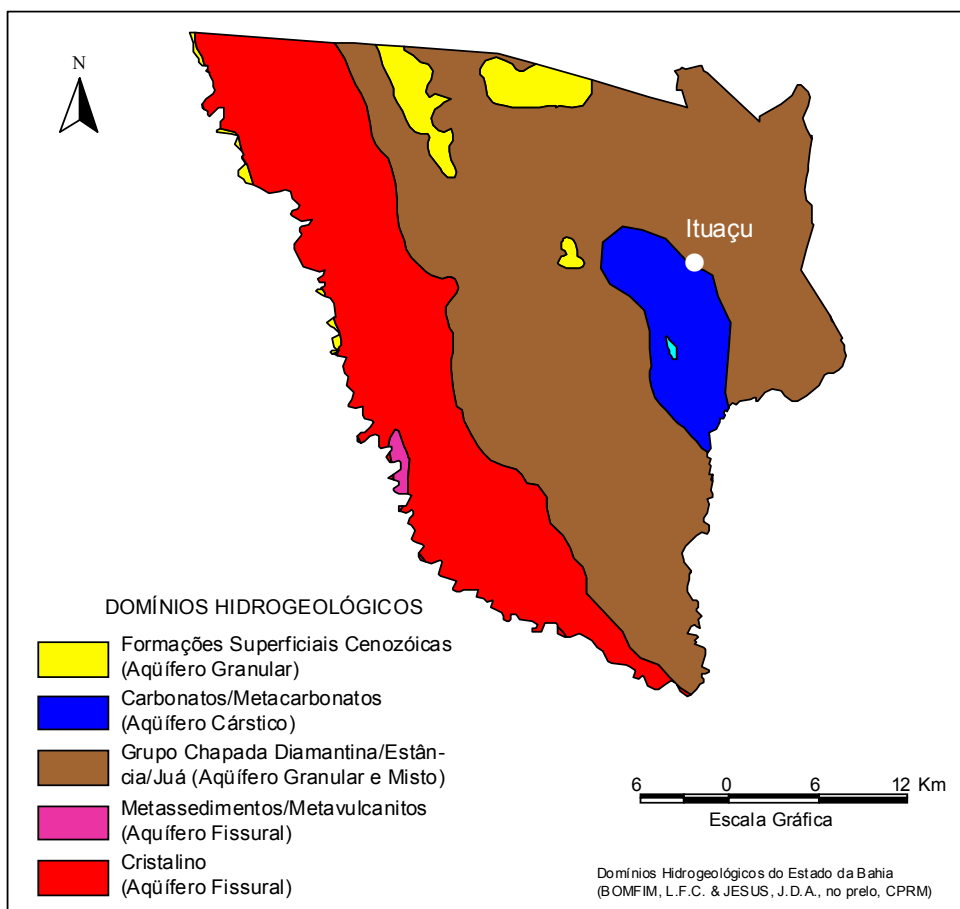 N
Ituaçu
DOMÍNIOS HIDROGEOLÓGICOS
Formações Superficiais Cenozóicas
(Aqüífero Granular)
Carbonatos/Metacarbonatos
(Aqüífero Cárstico)
Grupo Chapada Diamantina/Estân-
cia/Juá (Aqüífero Granular e Misto)
Metassedimentos/Metavulcanitos
(Aquífero Fissural)
Cristalino
(Aqüífero Fissural)
6 0 6 12 Km
Escala Gráfica
Domínios Hidrogeológicos do Estado da Bahia
(BOMFIM, L.F.C. & JESUS, J.D.A., no prelo, CPRM)